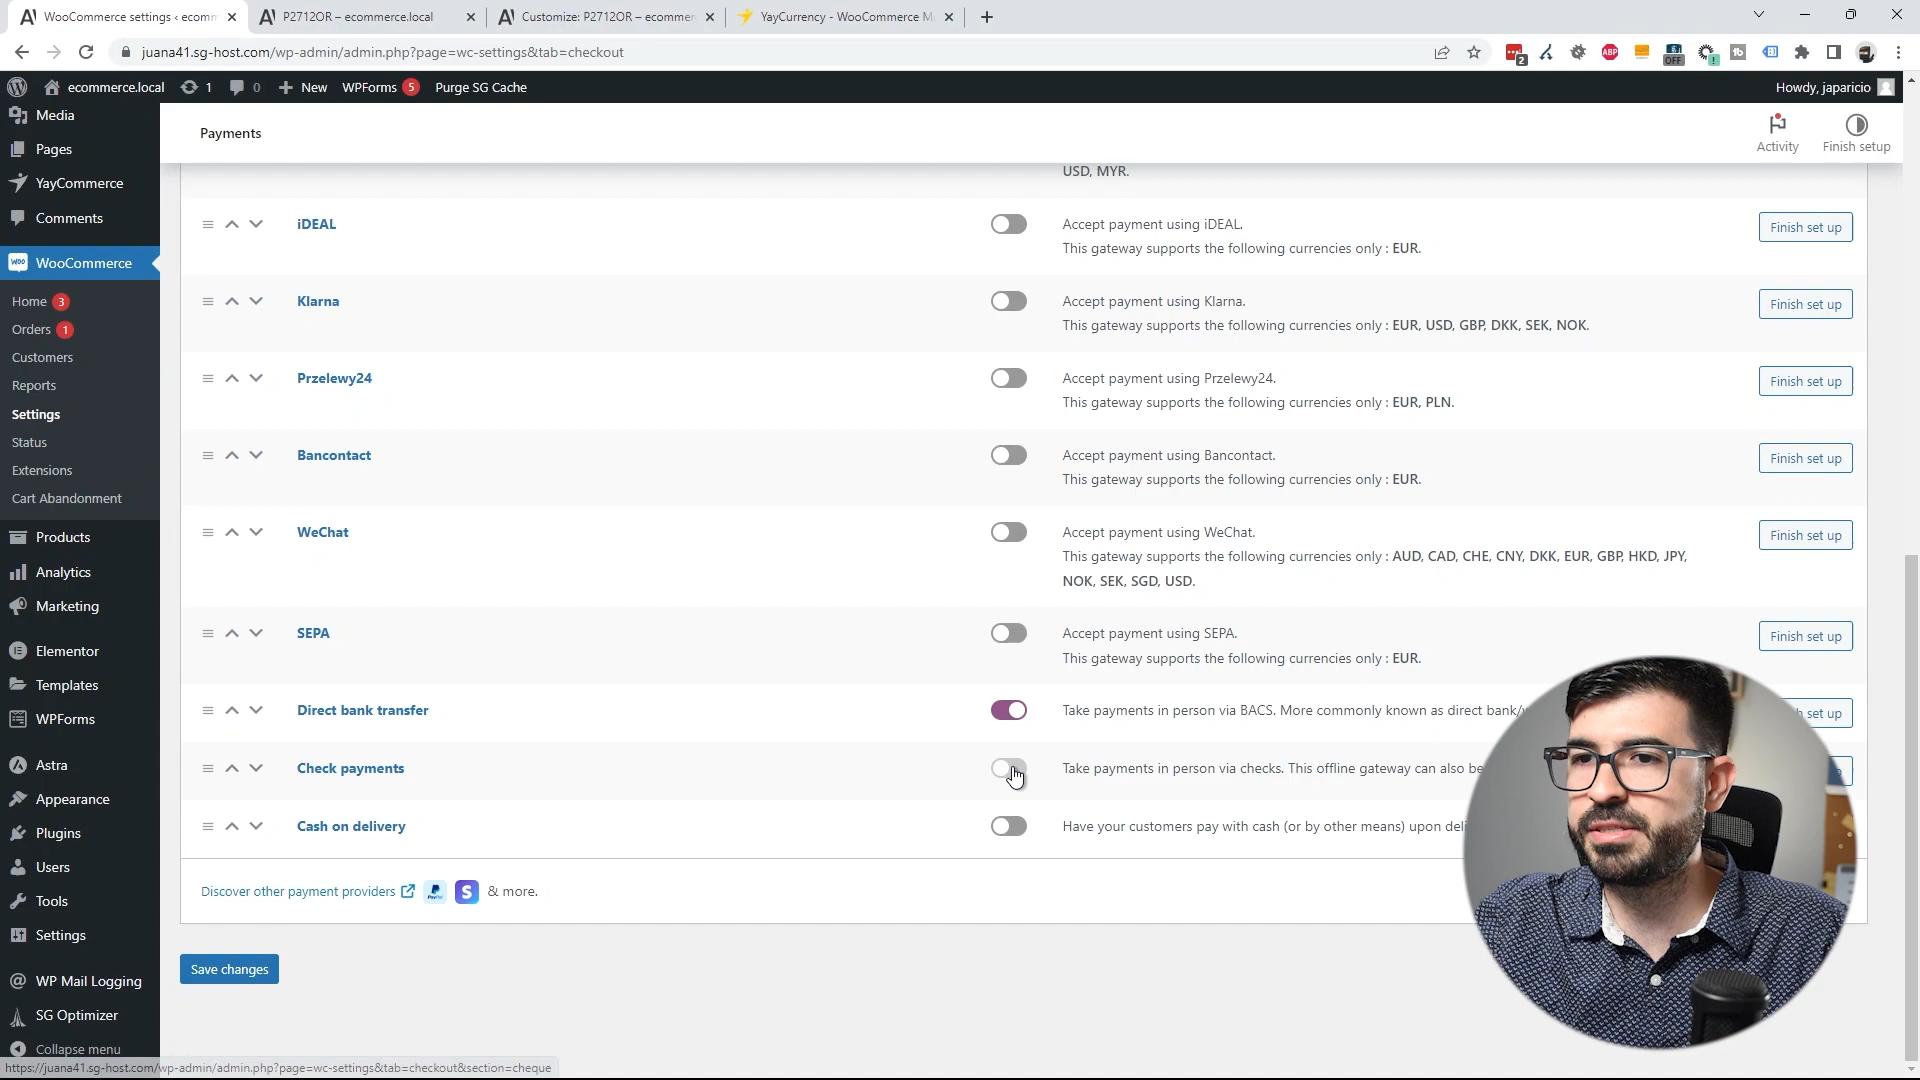 WooCommerce settings ‹ ecomm
P2712OR – ecommerce.local
Customize: P2712OR – ecommer
YayCurrency - WooCommerce M
juana41.sg-host.com/wp-admin/admin.php?page=wc-settings&tab=checkout
2
ABP
OFF
ecommerce.local
1
0
New
WPForms 5
Purge SG Cache
Howdy, japaricio
Media
Pages
YayCommerce
Comments
WooCommerce
Home 3
Orders 1
Customers
Reports
Settings
Status
Extensions
Cart Abandonment
Products
Analytics
Marketing
Elementor
Templates
WPForms
Astra
Appearance
Plugins
Users
Tools
Settings
WP Mail Logging
SG Optimizer
Collapse menu
Payments
Activity
Finish setup
USD, MYR.
iDEAL
Accept payment using iDEAL.
This gateway supports the following currencies only : EUR.
Finish set up
Klarna
Accept payment using Klarna.
This gateway supports the following currencies only : EUR, USD, GBP, DKK, SEK, NOK.
Finish set up
Przelewy24
Accept payment using Przelewy24.
This gateway supports the following currencies only : EUR, PLN.
Finish set up
Bancontact
Accept payment using Bancontact.
This gateway supports the following currencies only : EUR.
Finish set up
WeChat
Accept payment using WeChat.
This gateway supports the following currencies only : AUD, CAD, CHE, CNY, DKK, EUR, GBP, HKD, JPY,
NOK, SEK, SGD, USD.
Finish set up
SEPA
Accept payment using SEPA.
This gateway supports the following currencies only : EUR.
Finish set up
Direct bank transfer
Take payments in person via BACS. More commonly known as direct bank/
set up
Check payments
Take payments in person via checks. This offline gateway can also be
Cash on delivery
Have your customers pay with cash (or by other means) upon deli
Discover other payment providers
& more.
Save changes
https://juana41.sg-host.com/wp-admin/admin.php?page=wc-settings&tab=checkout&section=cheque